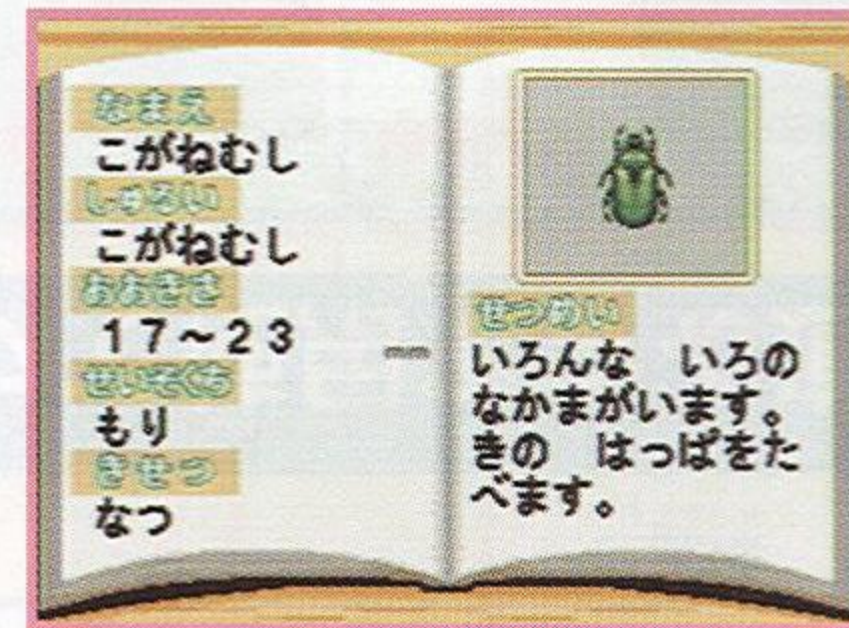 なまえ
こがねむし
しゅるい
こがねむし
おおきさ
17～23
せいそくち
もり
きせつ
なつ
せつめい
いろんな　いろの
なかまがいます。
きの　はっぱをた
べます。